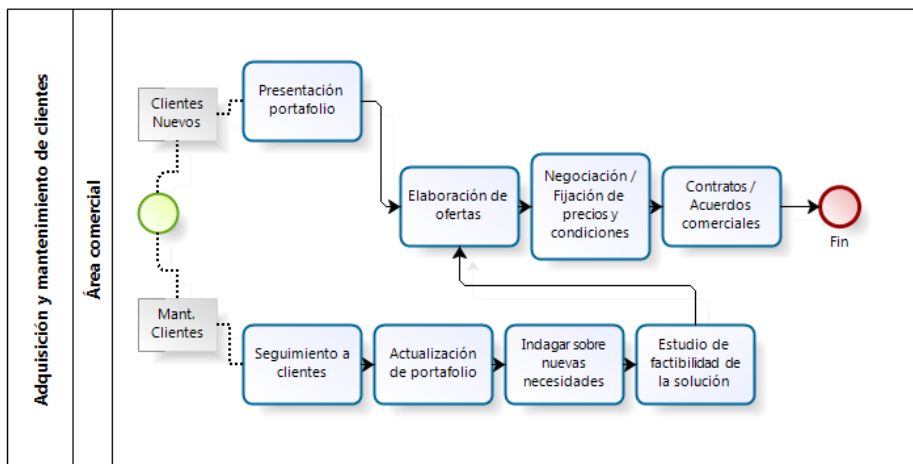 Adquisición y mantenimiento de clientes
Área comercial
Clientes
Nuevos
Presentación
portafolio
Elaboración de
ofertas
Negociación /
Fijación de
precios y
condiciones
Contratos /
Acuerdos
comerciales
Fin
Mant.
Clientes
Seguimiento a
clientes
Actualización
de portafolio
Indagar sobre
nuevas
necesidades
Estudio de
factibilidad de
la solución